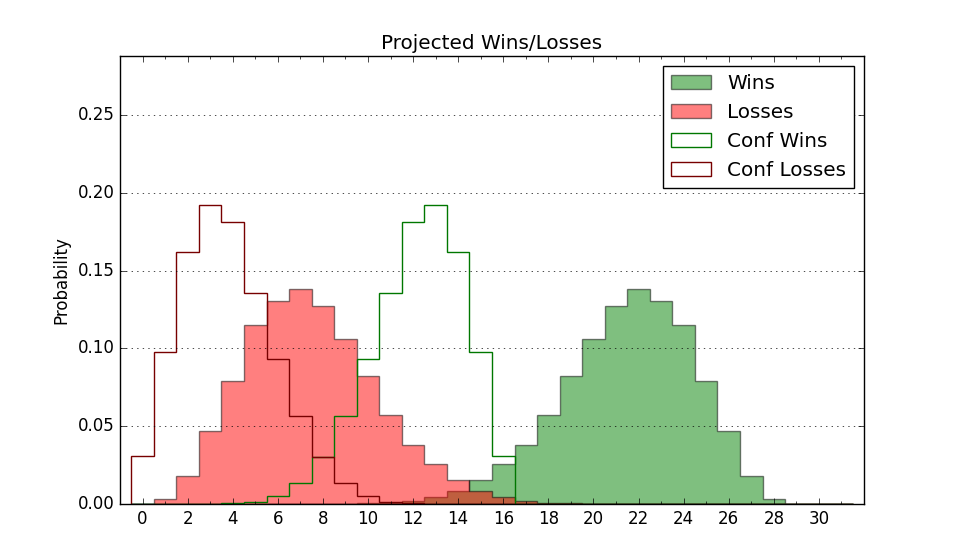 Projected Wins/Losses
Wins
Losses
Conf Wins
Conf Losses
Probability
0.25
0.20
0.15
0.10
0.05
0.00
0 2 4 6 8 10 12 14 16 18 20 22 24 26 28 30